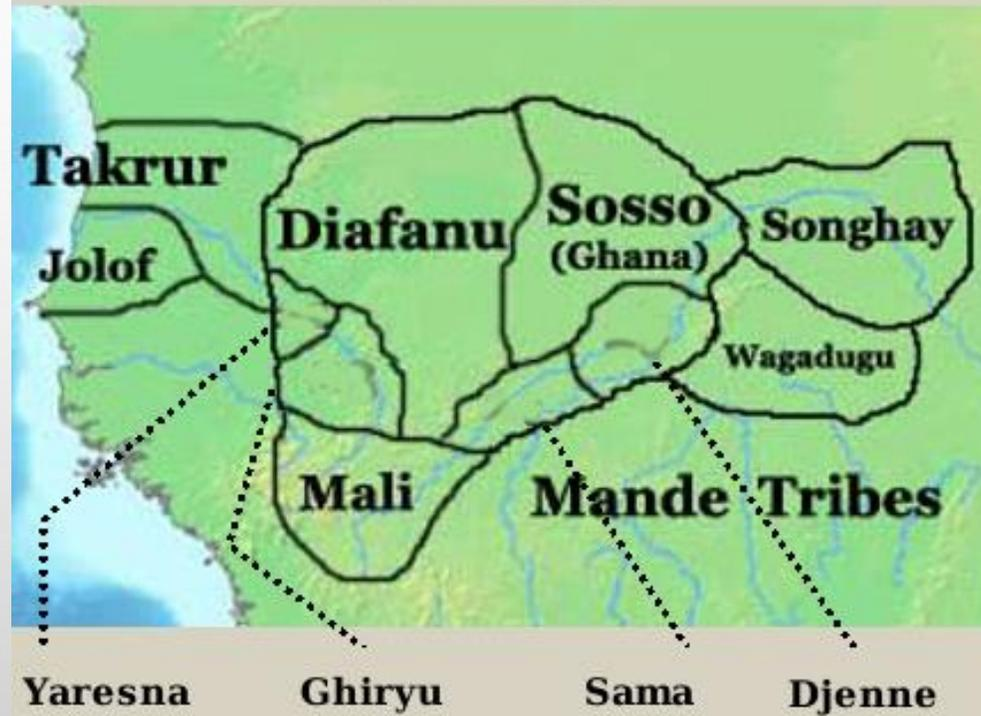 Takrur
Diafanu
Sosso
(Ghana)
Songhay
Jolof
Wagadugu
Mali
Mande Tribes
Yaresna
Ghiryu
Sama
Djenne